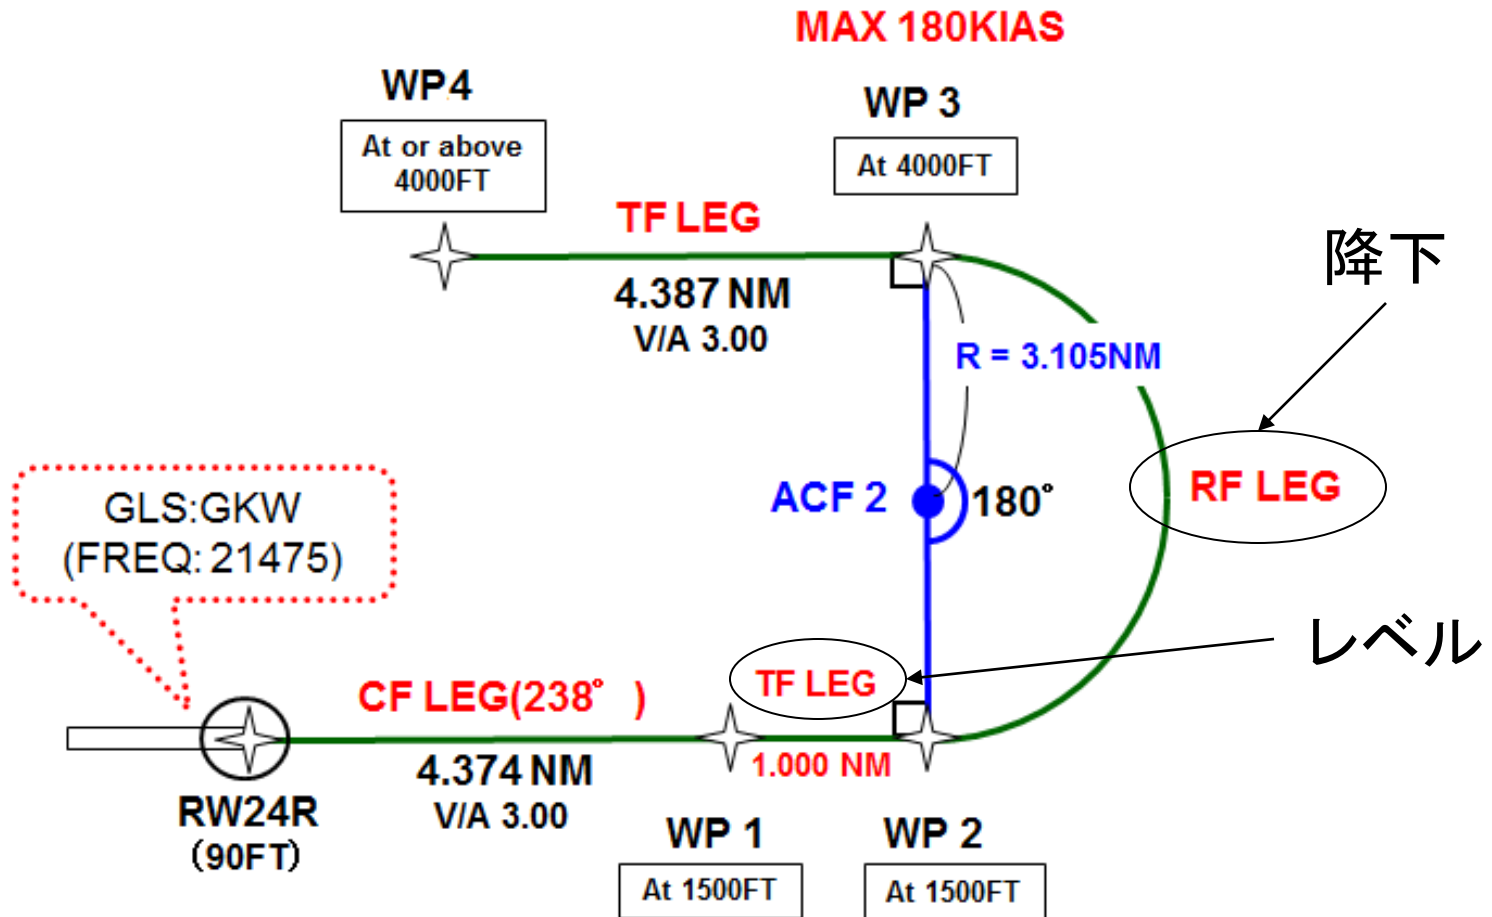 MAX 180KIAS
WP4
WP 3
At or above
4000FT
At 4000FT
TF LEG
降下
4.387 NM
V/A 3.00
R = 3.105NM
GLS:GKW
(FREQ: 21475)
ACF 2
180°
RF LEG
レベル
CF LEG(238° )
TF LEG
4.374 NM
V/A 3.00
1.000 NM
RW24R
(90FT)
WP 1
WP 2
At 1500FT
At 1500FT